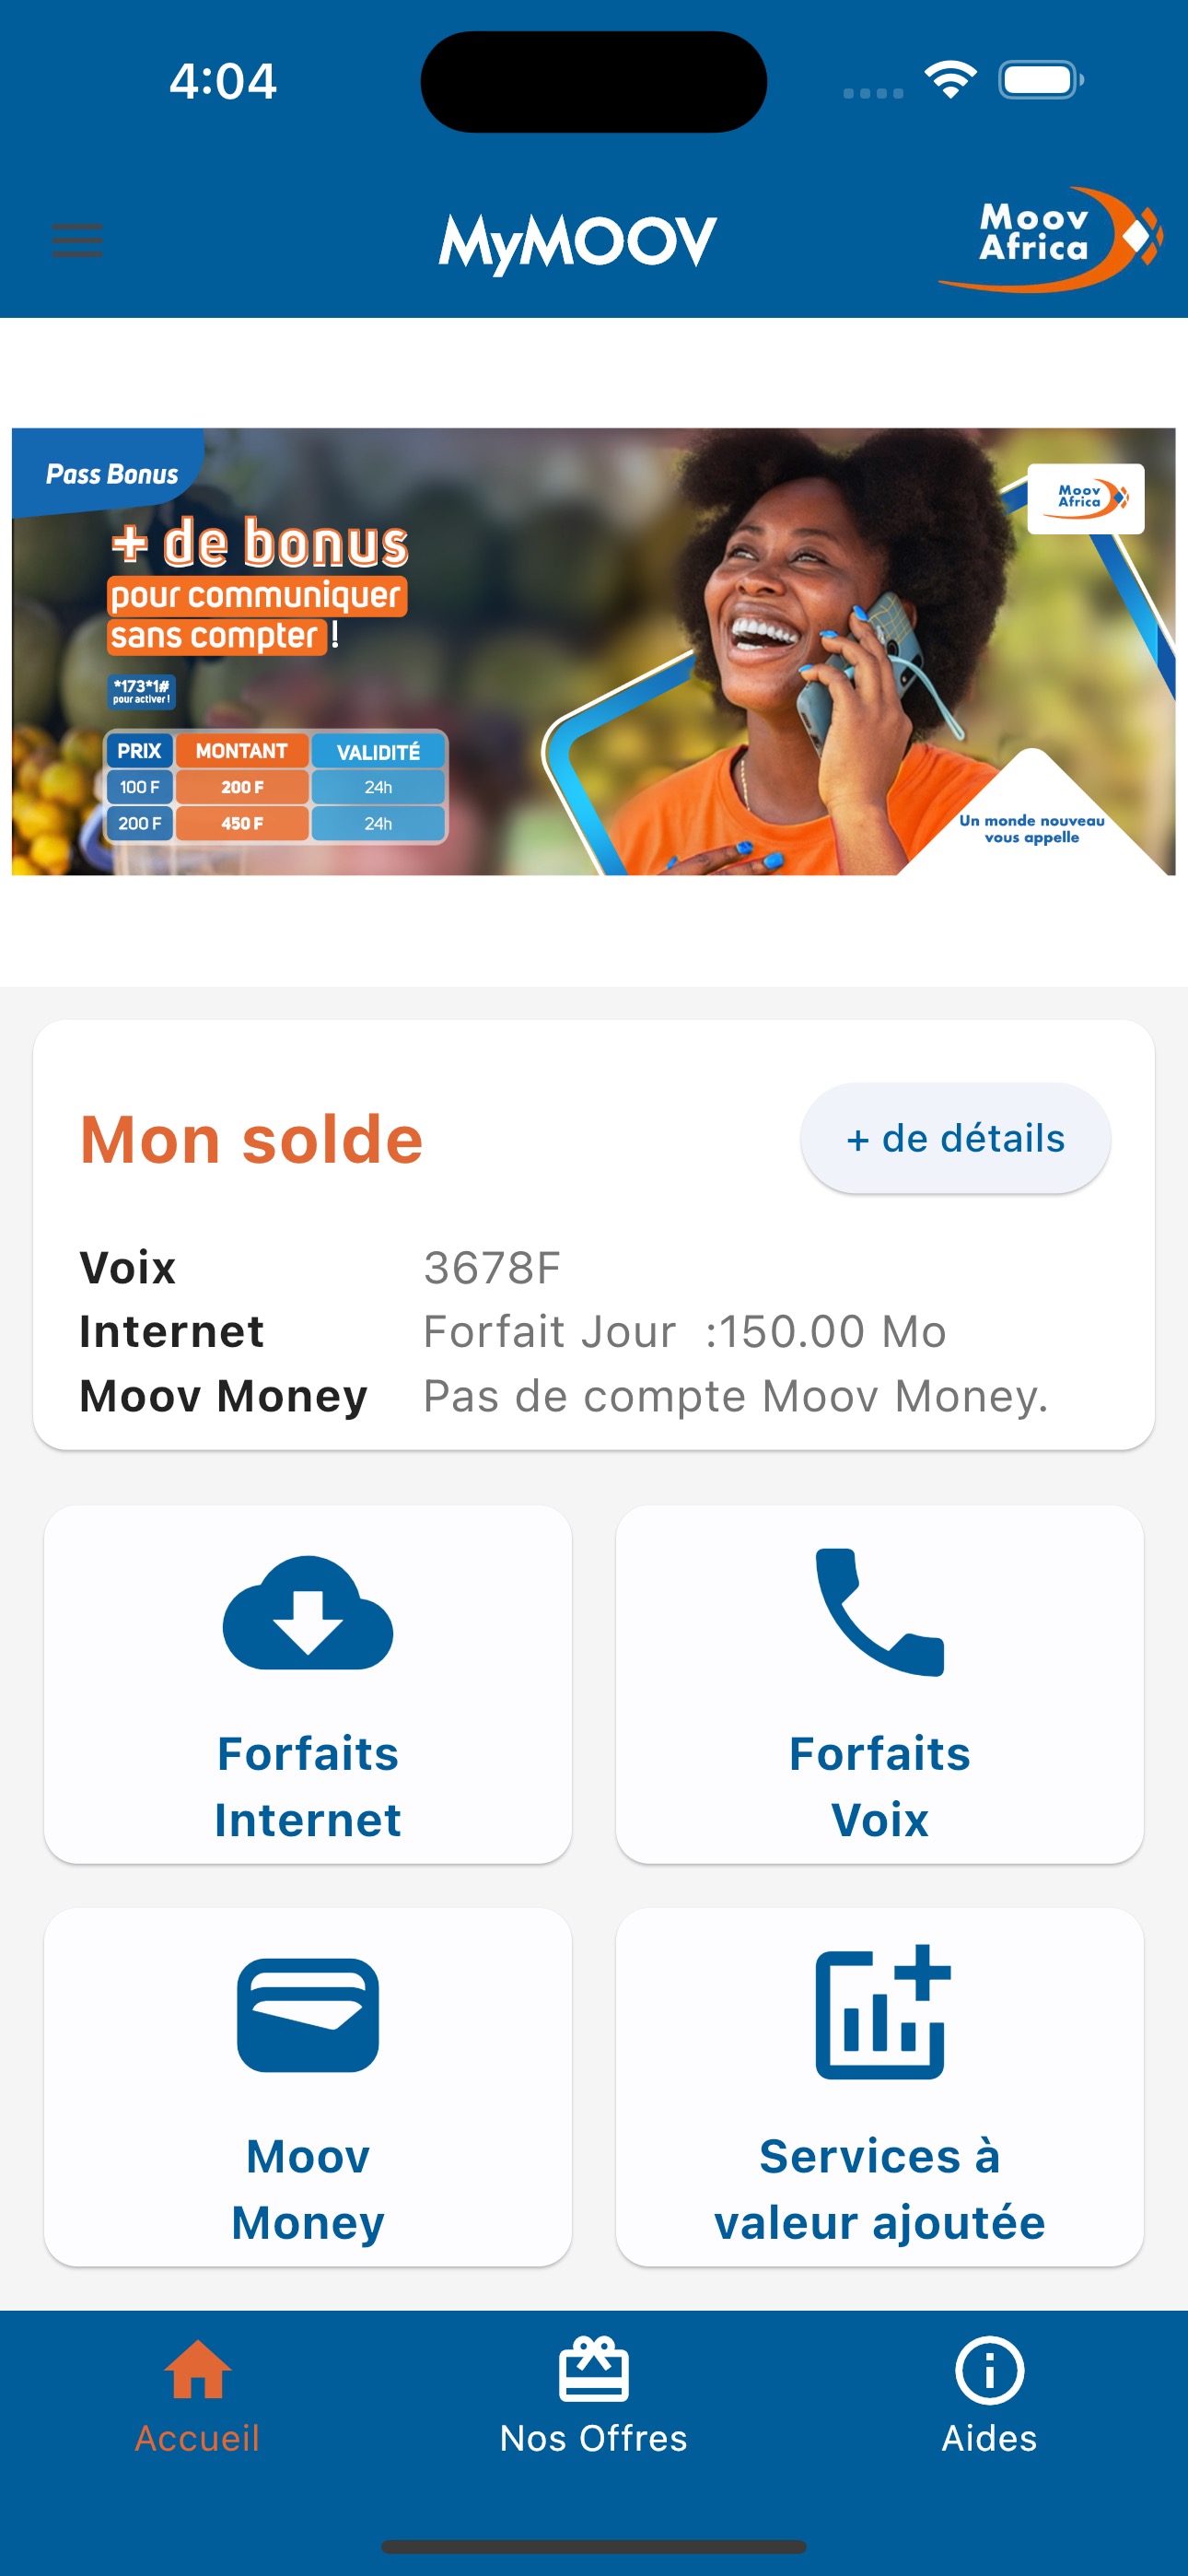 4:04
MyMOOV
Moov
Africa
Pass Bonus
+ de bonus
pour communiquer
sans compter !
*173*1#
pour activer !
PRIX MONTANT VALIDITÉ
100 F 200 F 24h
200 F 450 F 24h
Moov
Africa
Un monde nouveau
vous appelle
Mon solde
+ de détails
Voix 3678F
Internet Forfait Jour :150.00 Mo
Moov Money Pas de compte Moov Money.
Forfaits
Internet
Forfaits
Voix
Moov
Money
Services à
valeur ajoutée
Accueil
Nos Offres
Aides